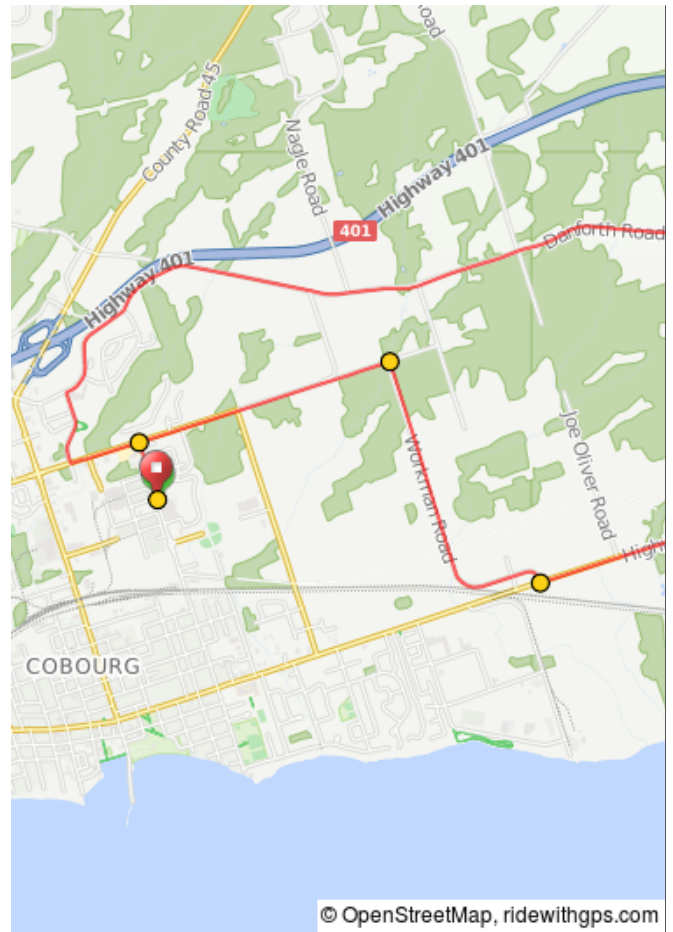 Road
County Road 45
Nagle Road
Highway 401
401
Danforth Road
Highway 401
Joe Oliver Road
Workman Road
High
COBOURG
© OpenStreetMap, ridewithgps.com